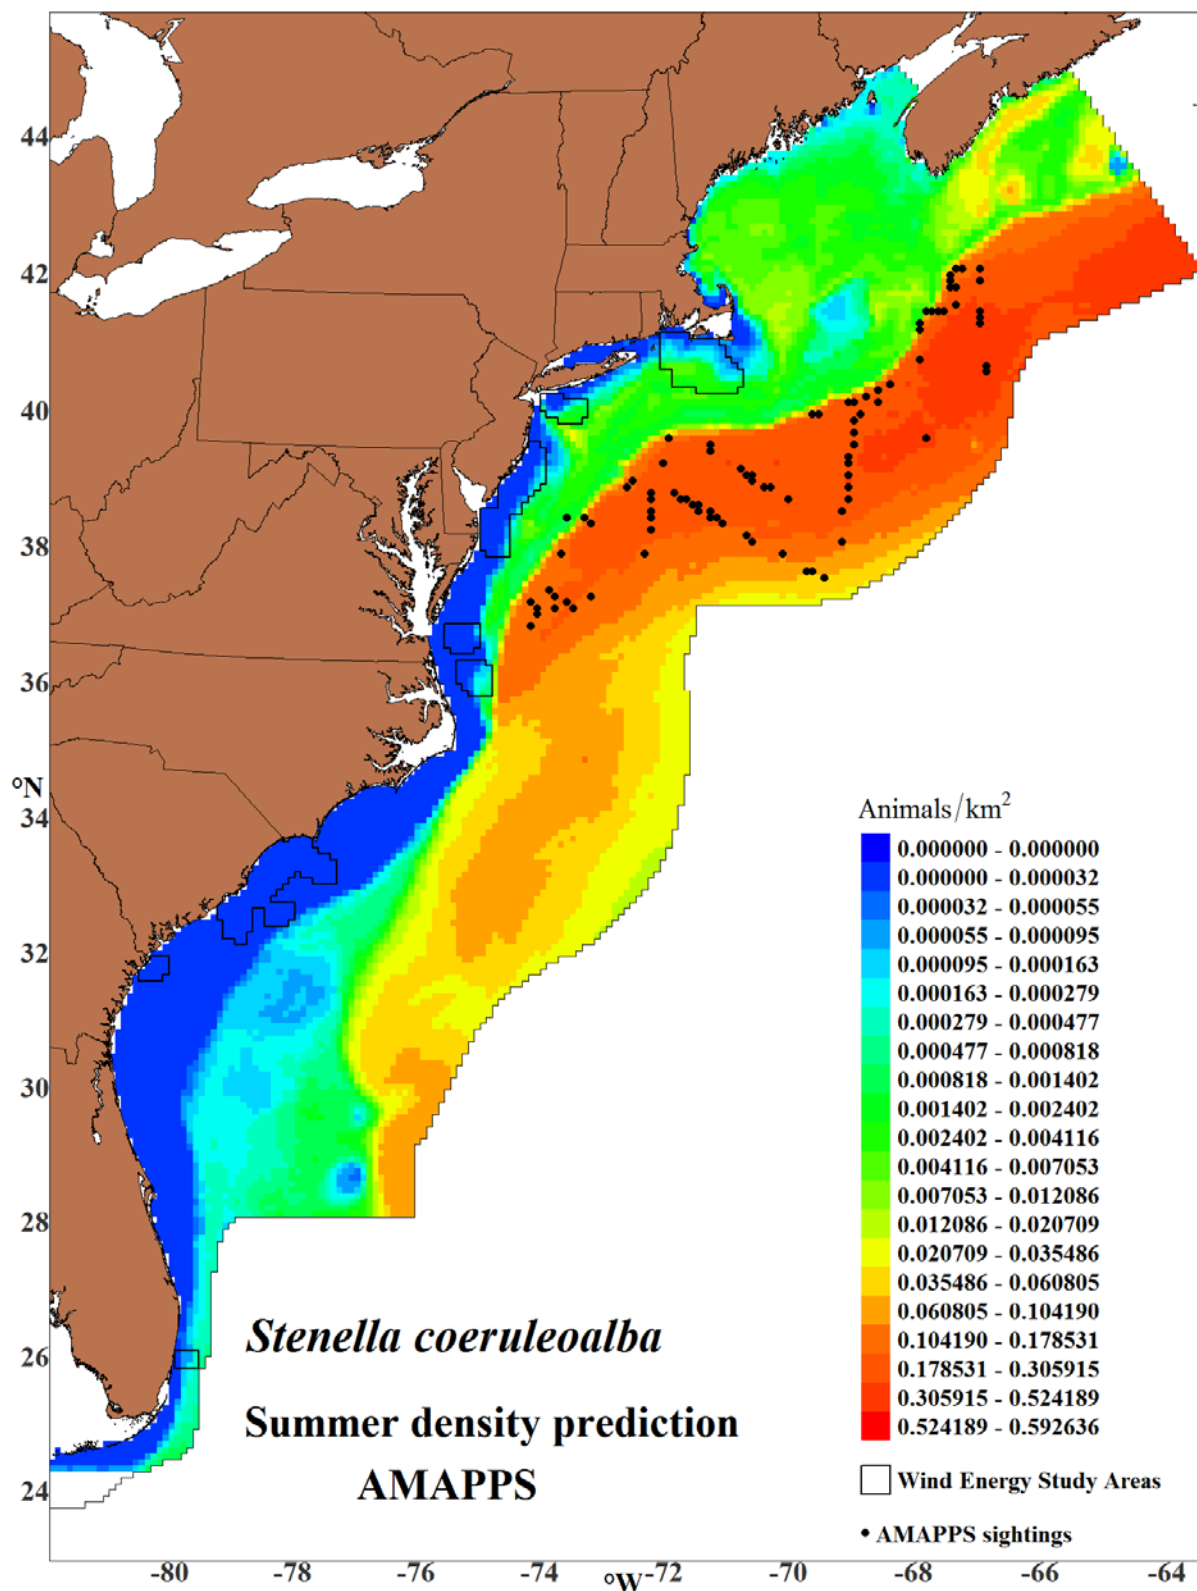 44
42
40
38
36
°N
34
32
30
28
26
24
-80
-78
-76
-74
-72
-70
-68
-66
-64
°W
Animals/km²
0.000000 - 0.000000
0.000000 - 0.000032
0.000032 - 0.000055
0.000055 - 0.000095
0.000095 - 0.000163
0.000163 - 0.000279
0.000279 - 0.000477
0.000477 - 0.000818
0.000818 - 0.001402
0.001402 - 0.002402
0.002402 - 0.004116
0.004116 - 0.007053
0.007053 - 0.012086
0.012086 - 0.020709
0.020709 - 0.035486
0.035486 - 0.060805
0.060805 - 0.104190
0.104190 - 0.178531
0.178531 - 0.305915
0.305915 - 0.524189
0.524189 - 0.592636
Wind Energy Study Areas
AMAPPS sightings
Stenella coeruleoalba
Summer density prediction
AMAPPS